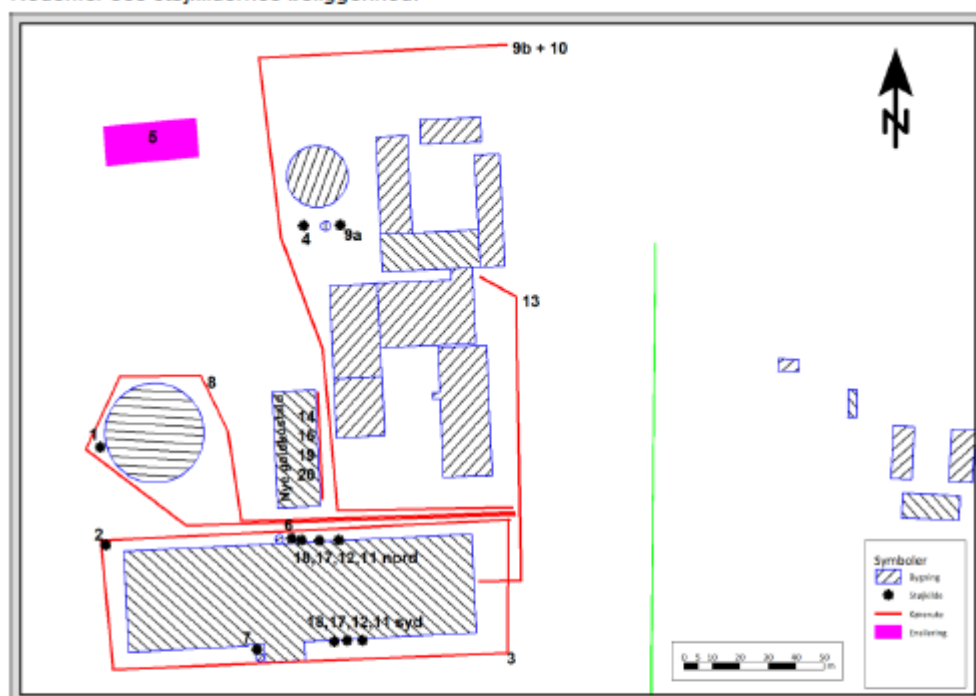 9b + 10
N
5
4
9a
13
8
1
Nyt goldkostald
14
16
19
20
2
6
18,17,12,11 nord
18,17,12,11 syd
7
3
Symboler
Bygning
Støjkilde
Kørerute
Ensilering
0 5 10 20 30 40 50
m